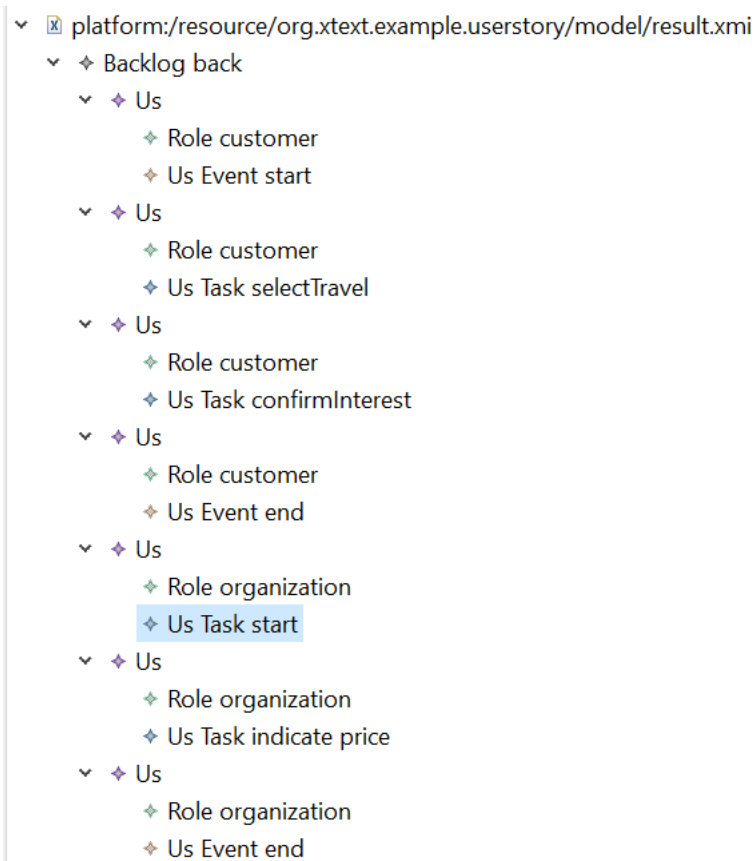 platform:/resource/org.xtext.example.userstory/model/result.xmi
Backlog back
Us
Role customer
Us Event start
Us
Role customer
Us Task selectTravel
Us
Role customer
Us Task confirmInterest
Us
Role customer
Us Event end
Us
Role organization
Us Task start
Us
Role organization
Us Task indicate price
Us
Role organization
Us Event end